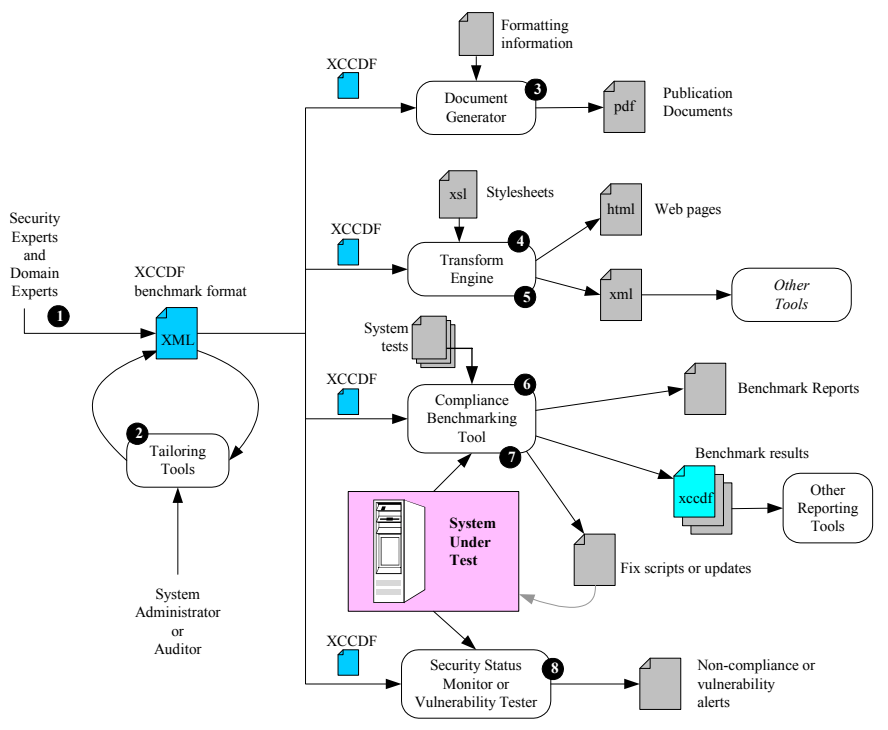 Formatting
information
XCCDF
3
Document
Generator
pdf
Publication
Documents
xsl
Stylesheets
html
Web pages
XCCDF
4
Transform
Engine
5
xml
Other
Tools
Security
Experts
and
Domain
Experts
1
XCCDF
benchmark format
XML
System
tests
XCCDF
6
Compliance
Benchmarking
Tool
7
Benchmark Reports
Benchmark results
xccdf
Other
Reporting
Tools
2
Tailoring
Tools
System
Under
Test
Fix scripts or updates
System
Administrator
or
Auditor
XCCDF
8
Security Status
Monitor or
Vulnerability Tester
Non-compliance or
vulnerability
alerts